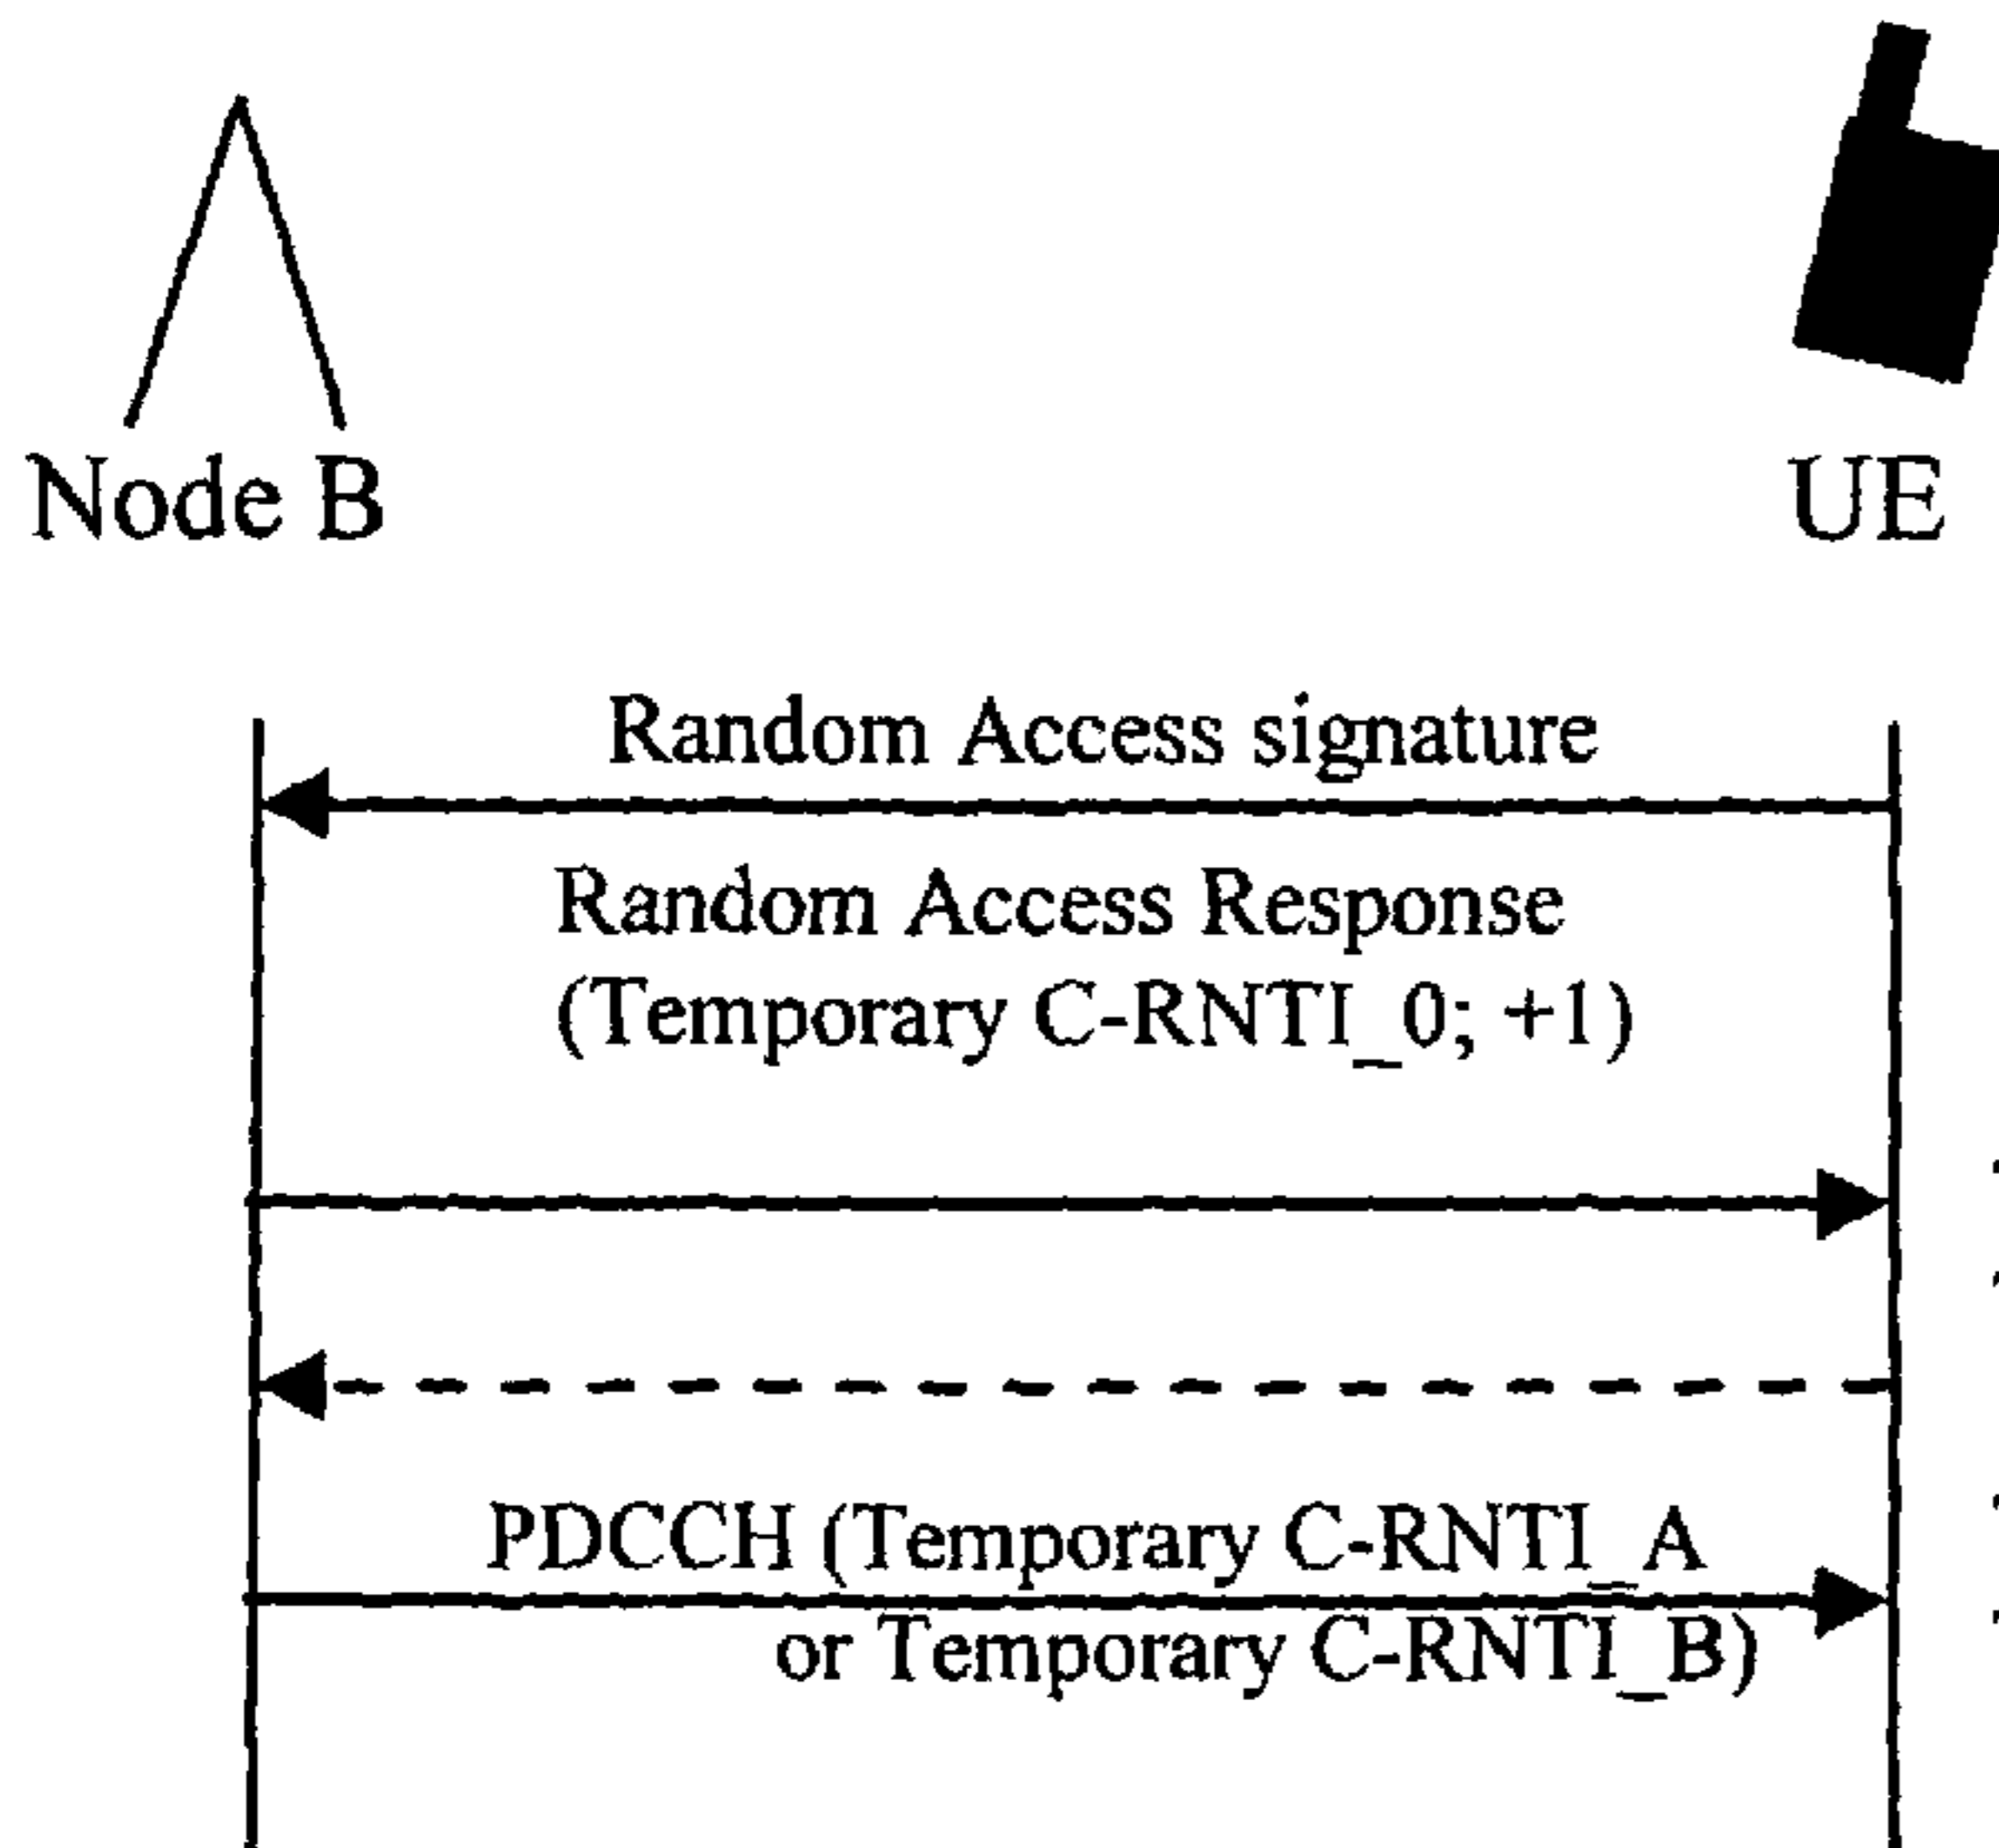 Node B
UE
Random Access signature
Random Access Response
(Temporary C-RNTI_0; +1)
PDCCH (Temporary C-RNTI_A
or Temporary C-RNTI_B)